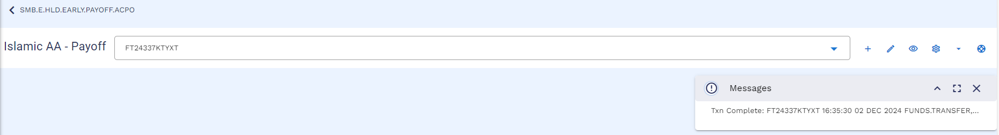 SMB.E.HLD.EARLY.PAYOFF.ACPO
Islamic AA - Payoff
FT24337KTYXT
Messages
Txn Complete: FT24337KTYXT 16:35:30 02 DEC 2024 FUNDS.TRANSFER,...